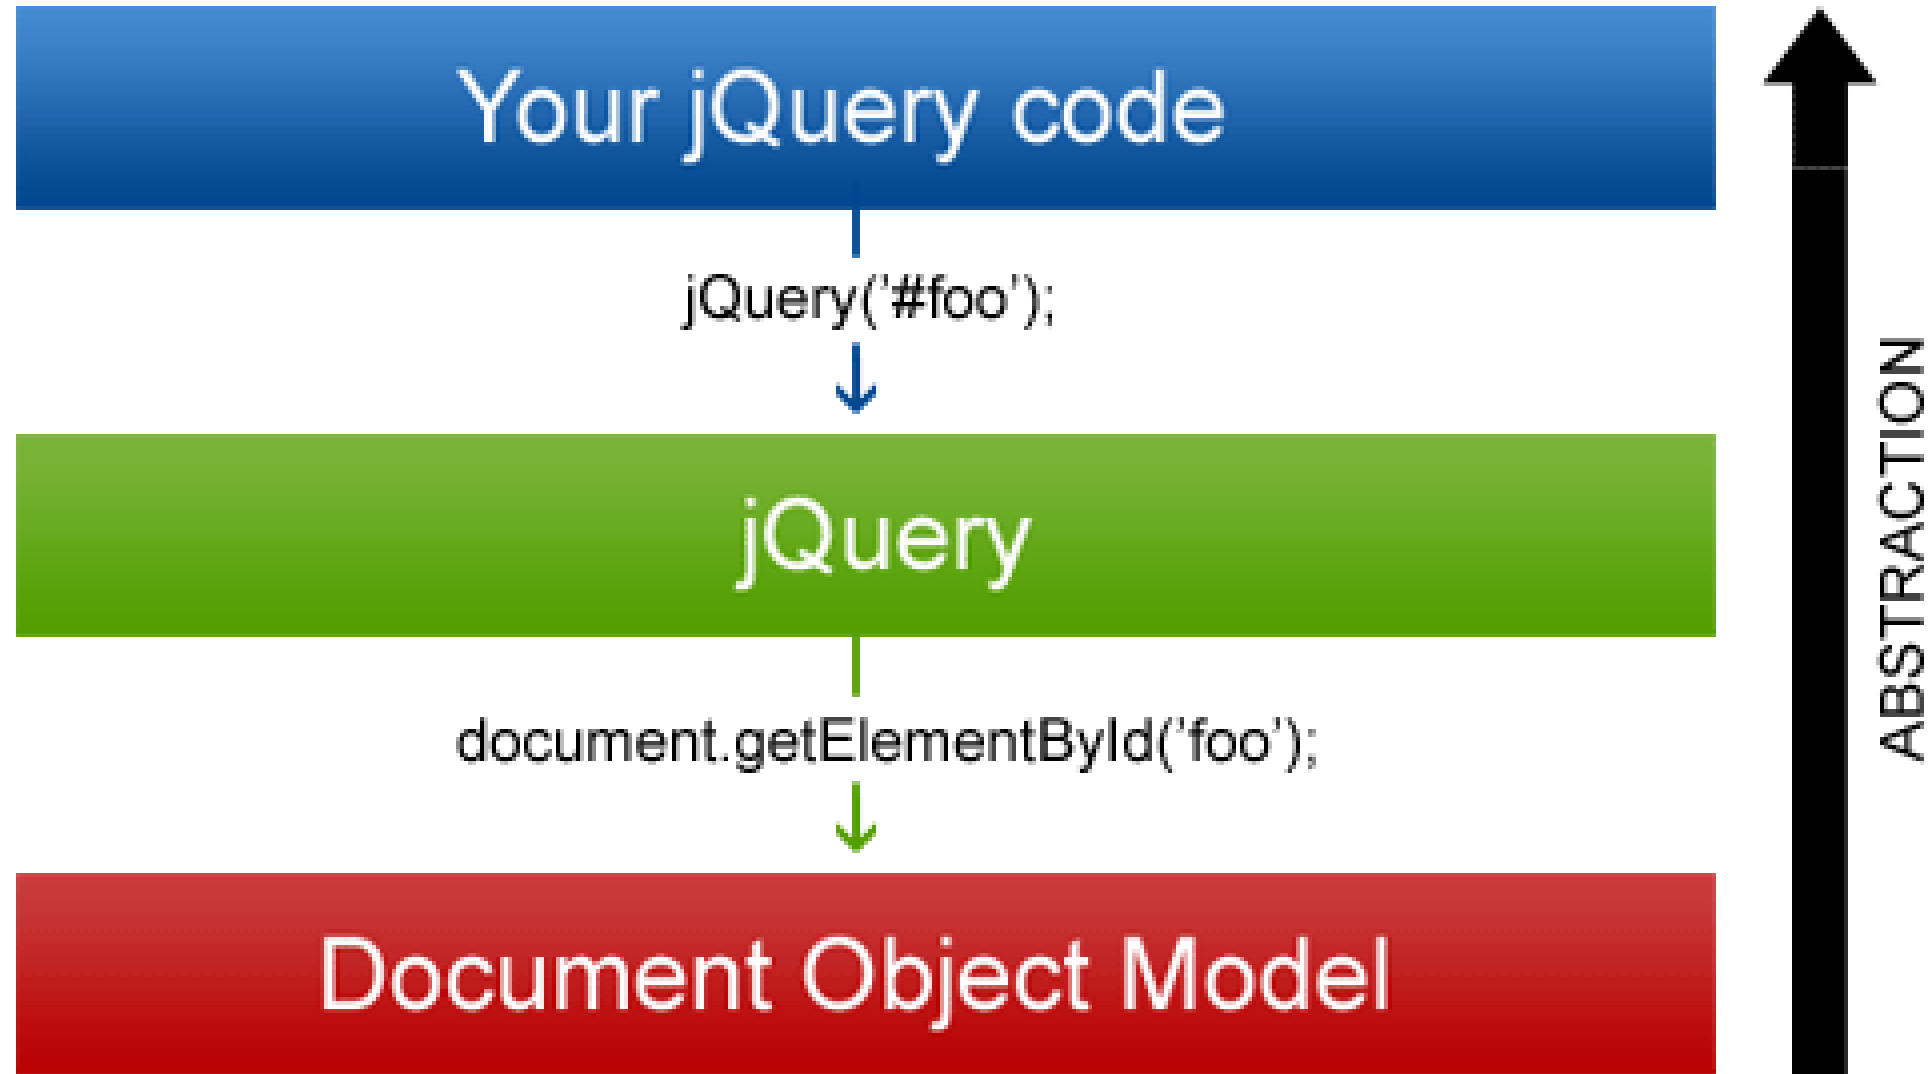 Your jQuery code
jQuery(’#foo’);
jQuery
document.getElementById(’foo’);
Document Object Model
ABSTRACTION